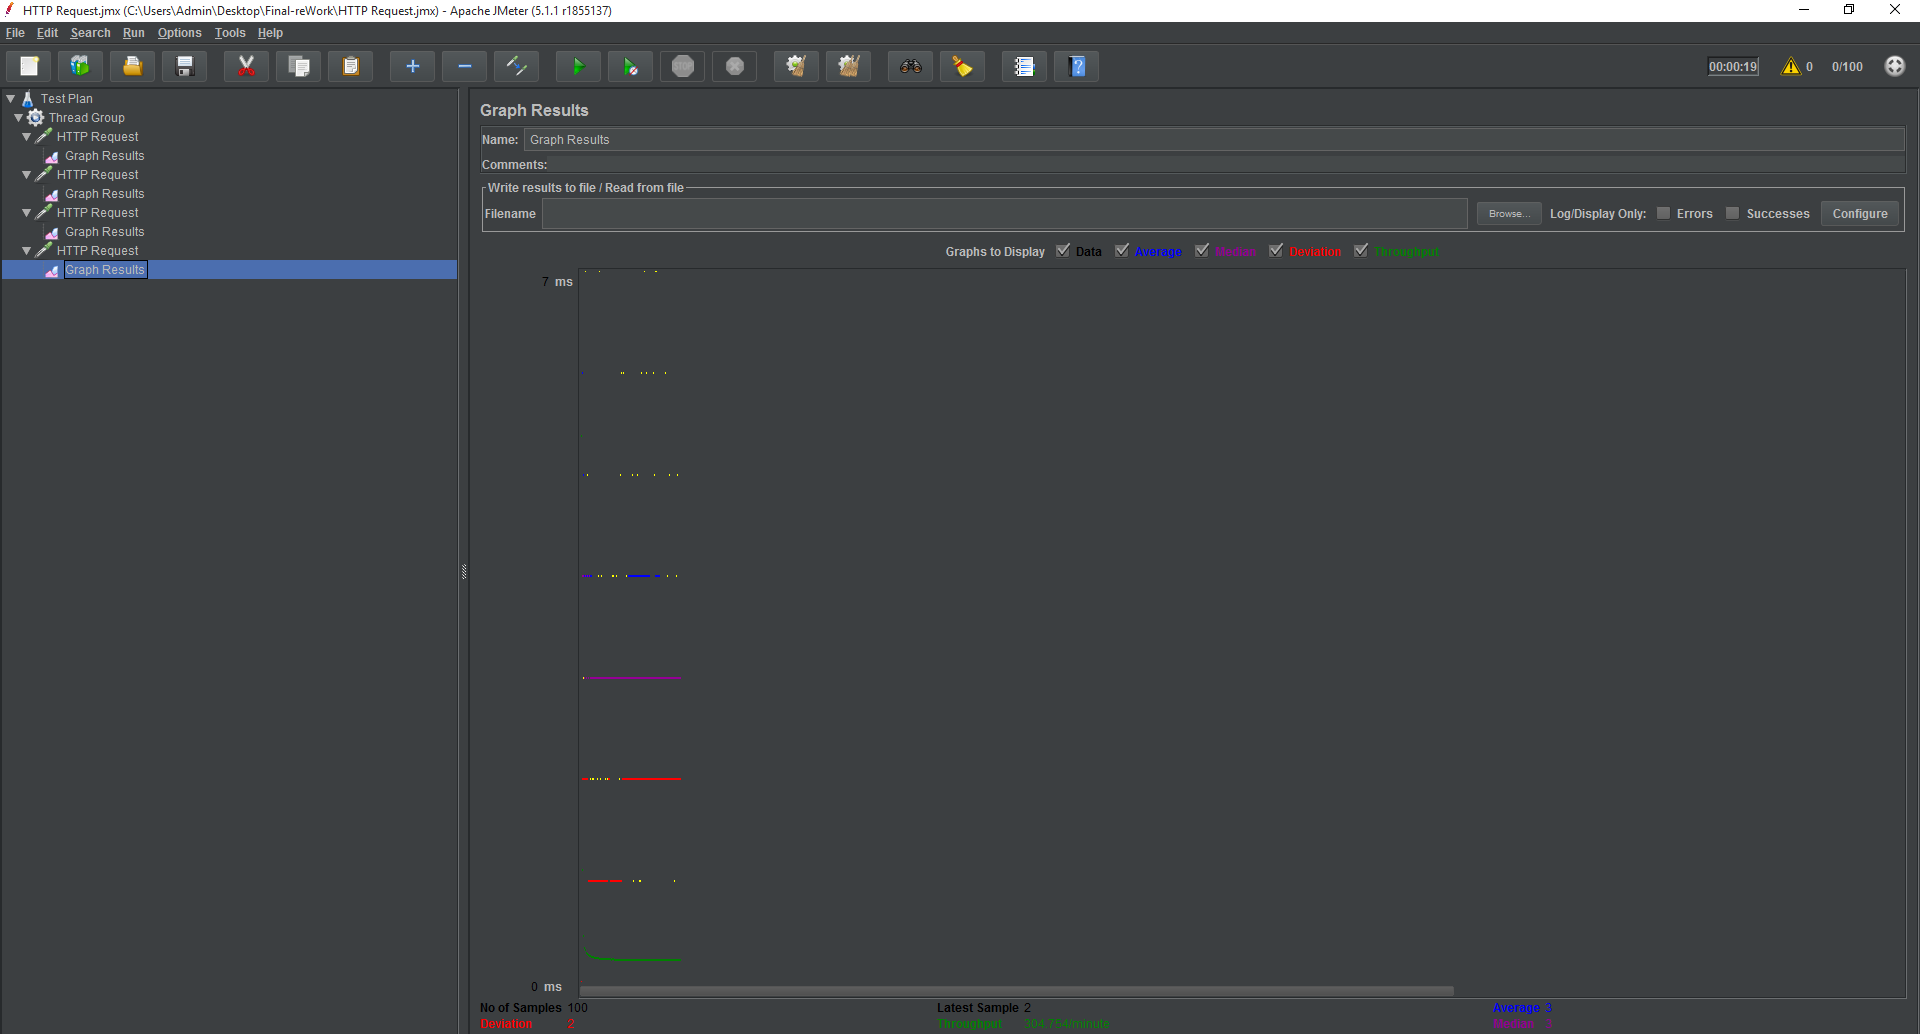 HTTP Request.jmx (C:\Users\Admin\Desktop\Final-reWork\HTTP Request.jmx) - Apache JMeter (5.1.1 r1855137)
File Edit Search Run Options Tools Help
STOP
00:00:19 0 0/100
Test Plan
Thread Group
HTTP Request
Graph Results
HTTP Request
Graph Results
HTTP Request
Graph Results
HTTP Request
Graph Results
Graph Results
Name: Graph Results
Comments:
Write results to file / Read from file
Filename Browse... Log/Display Only: Errors Successes Configure
Graphs to Display Data Average Median Deviation Throughput
7 ms
0 ms
No of Samples 100 Latest Sample 2 Average 3
Deviation 2 Throughput 304.754/minute Median